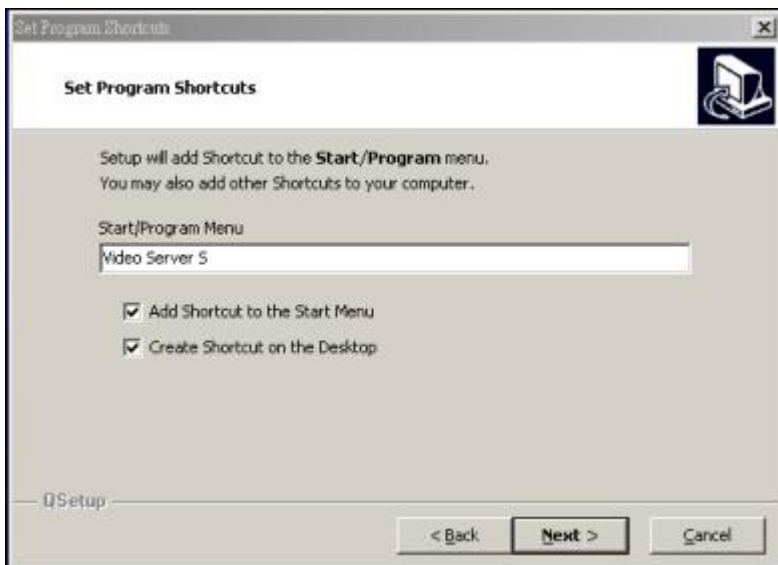 Set Program Shortcuts
Set Program Shortcuts
Setup will add Shortcut to the Start/Program menu.
You may also add other Shortcuts to your computer.
Start/Program Menu
Video Server S
Add Shortcut to the Start Menu
Create Shortcut on the Desktop
QSetup
< Back Next > Cancel